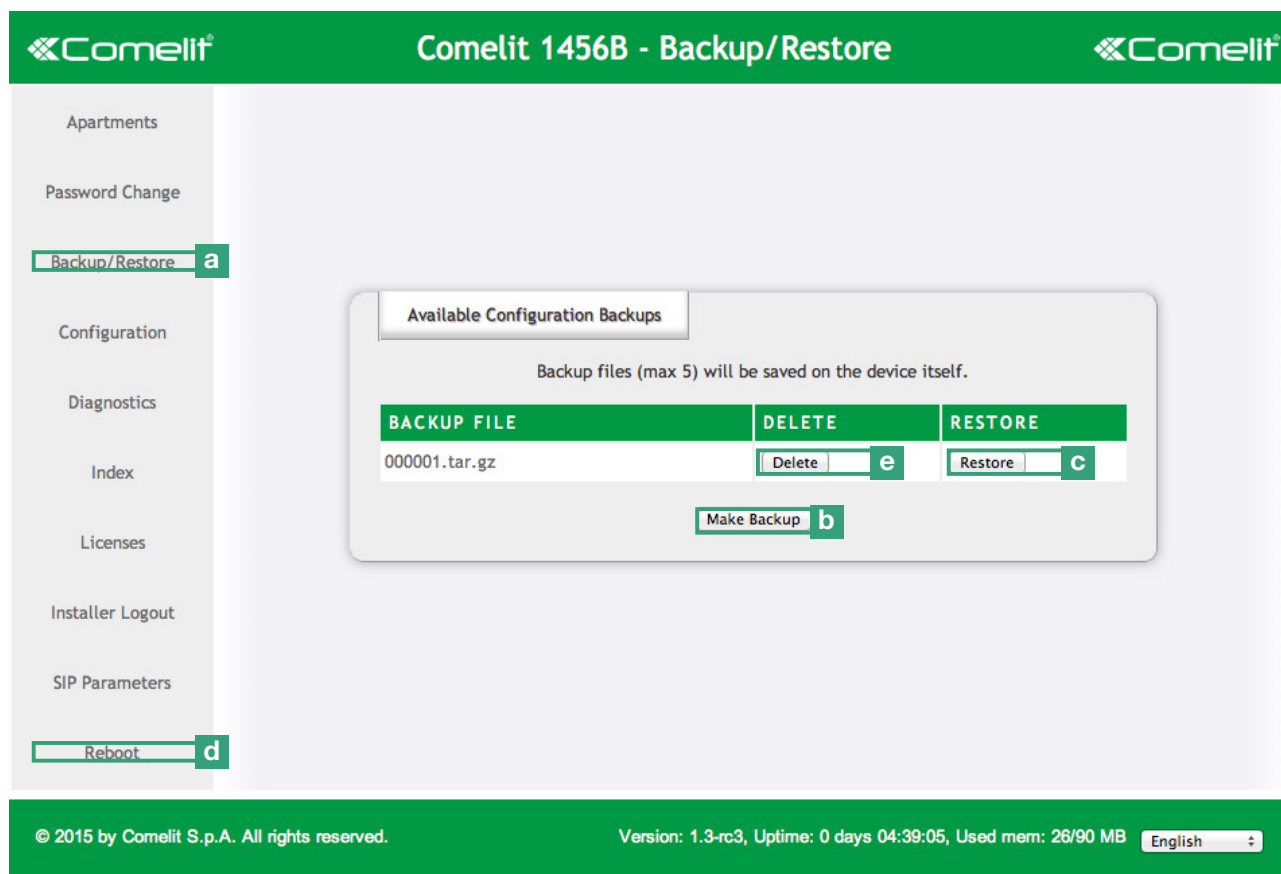 Comelit
Comelit 1456B - Backup/Restore
Comelit
Apartments
Password Change
Backup/Restore a
Configuration
Diagnostics
Index
Licenses
Installer Logout
SIP Parameters
Reboot d
Available Configuration Backups
Backup files (max 5) will be saved on the device itself.
BACKUP FILE DELETE RESTORE
000001.tar.gz Delete e Restore c
Make Backup b
© 2015 by Comelit S.p.A. All rights reserved.
Version: 1.3-rc3, Uptime: 0 days 04:39:05, Used mem: 26/90 MB
English